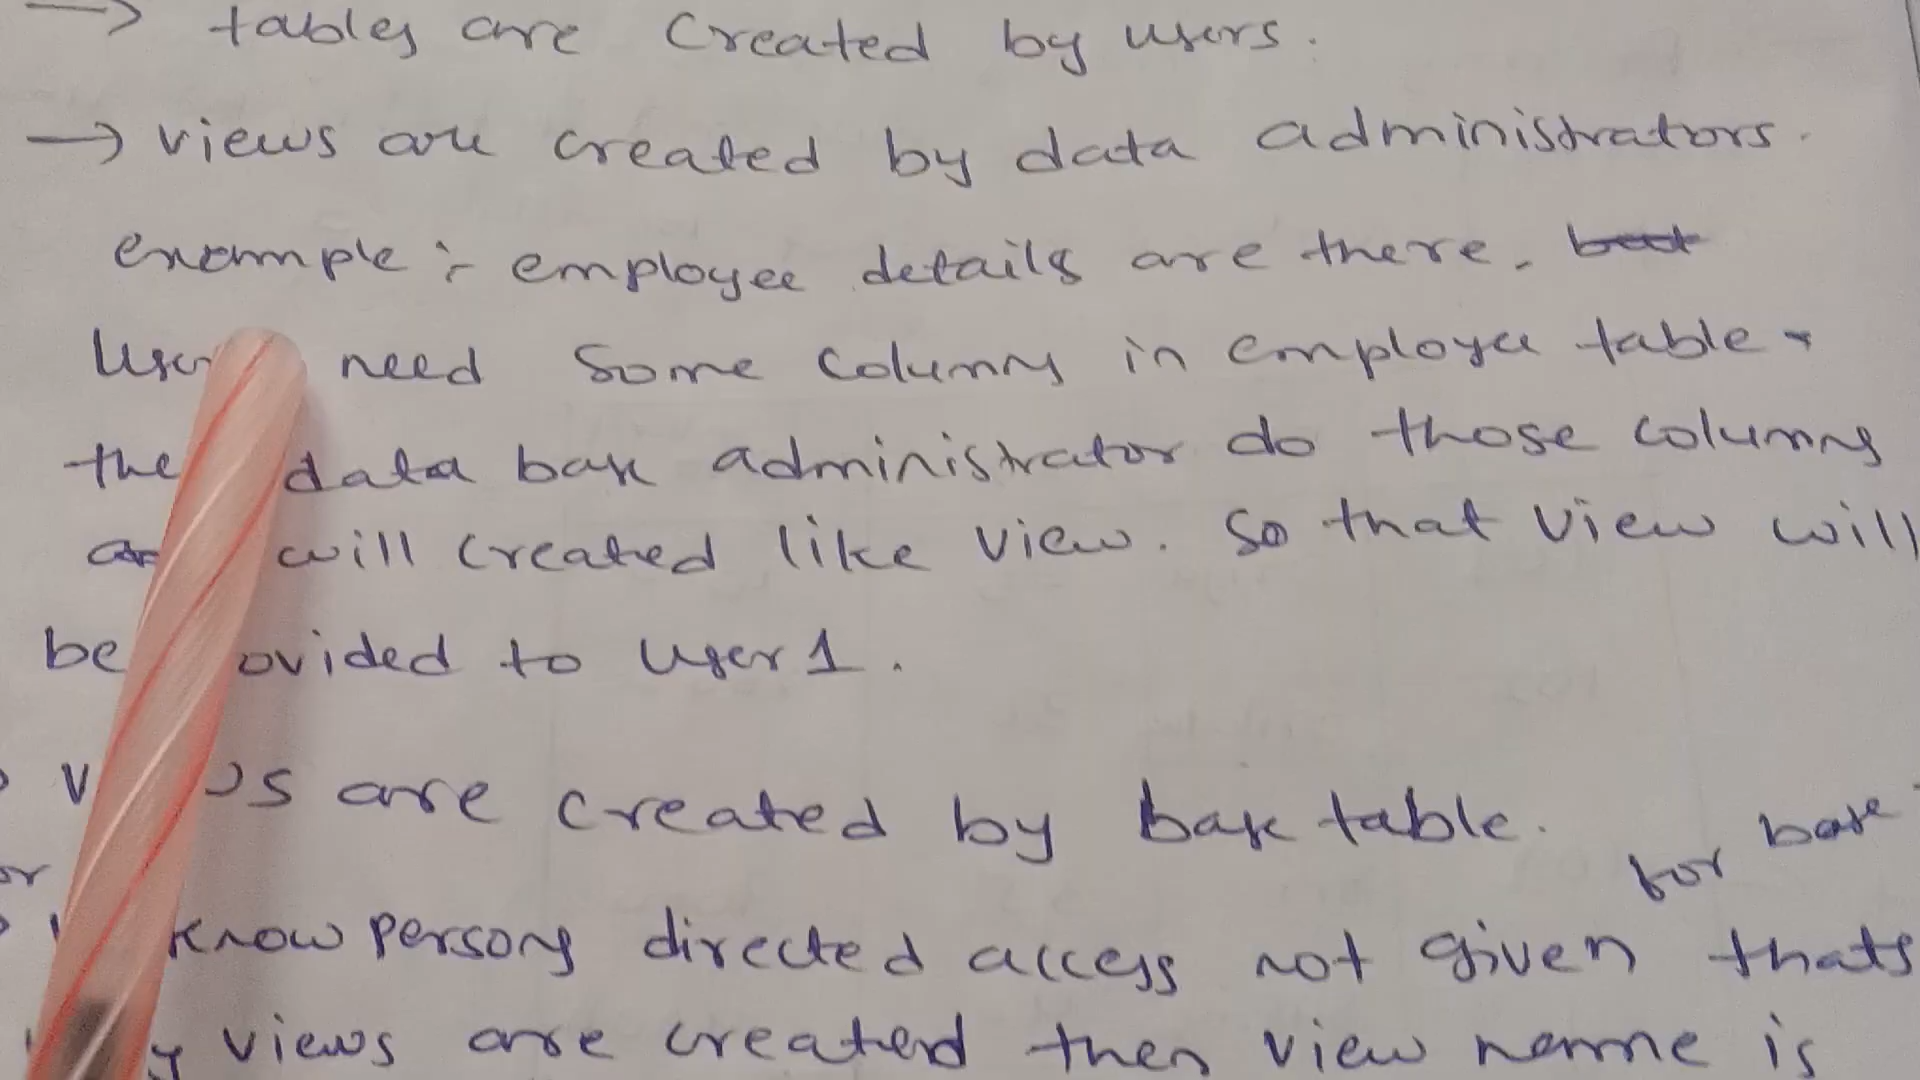 → tables are created by users.
→ views are created by data administrators.
example :- employee details are there.
User need some columns in employee table
the data base administrator do those columns
will created like view. so that view will
be ovided to user 1.
are created by base table.
for base
know persons directed access not given thats
views are created then view name is